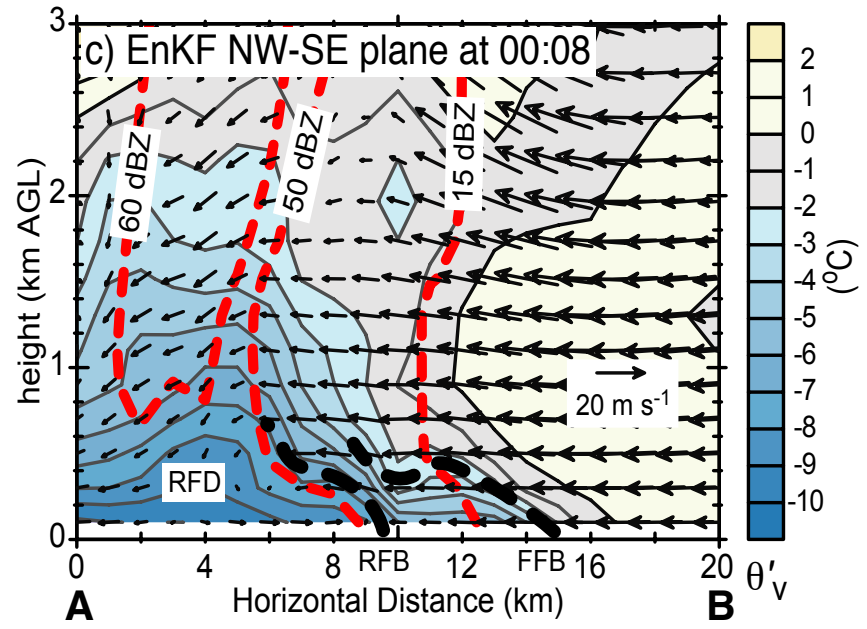 c) EnKF NW-SE plane at 00:08
3
2
1
0
height (km AGL)
60 dBZ
50 dBZ
15 dBZ
20 m s⁻¹
RFD
0
4
8
12
16
20
RFB
FFB
A
Horizontal Distance (km)
B
2
1
0
-1
-2
-3
-4
-5
-6
-7
-8
-9
-10
(°C)
θ′v